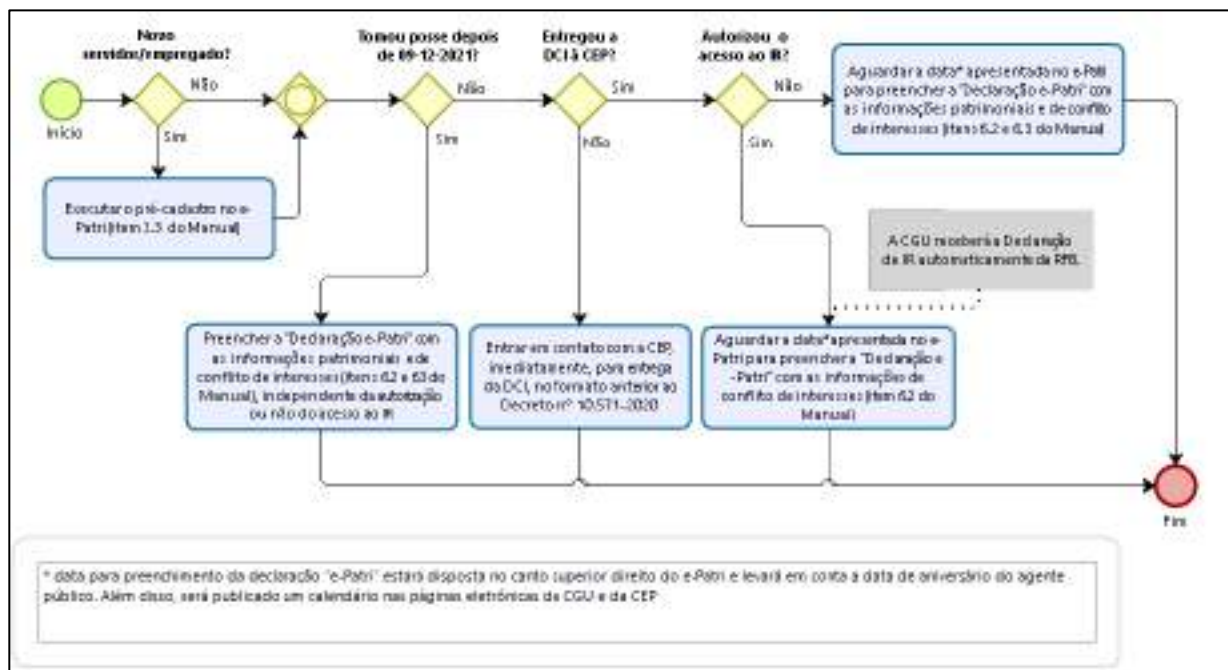 Novo
servidor/empregado?
Tomou posse depois
de 09-12-2021?
Entregou a
DCI à CEP?
Autorizou o
acesso ao IR?
Início
Não
Sim
Não
Sim
Sim
Não
Não
Sim
Aguardar a data* apresentada no e-Patri
para preencher a "Declaração e-Patri" com
as informações patrimoniais e de conflito
de interesses (itens 6.2 e 6.3 do Manual)
Executar o pré-cadastro no e-
Patri (item 1.3 do Manual)
A CGU receberá a Declaração
de IR automaticamente da RFB.
Preencher a "Declaração e-Patri" com
as informações patrimoniais e de
conflito de interesses (itens 6.2 e 6.3 do
Manual), independente da autorização
ou não do acesso ao IR
Entrar em contato com a CEP,
imediatamente, para entrega
da DCI, no formato anterior ao
Decreto nº 10.571-2020
Aguardar a data* apresentada no e-
Patri para preencher a "Declaração e
-Patri" com as informações de
conflito de interesses (item 6.2 do
Manual)
Fim
* data para preenchimento da declaração "e-Patri" estará disposta no canto superior direito do e-Patri e levará em conta a data de aniversário do agente
público. Além disso, será publicado um calendário nas páginas eletrônicas da CGU e da CEP